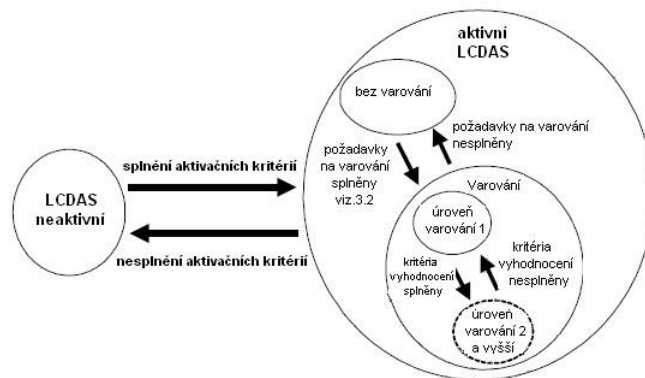 aktivní
LCDAS
bez varování
požadavky
na varování
splněny
viz.3.2
požadavky na varování
nesplněny
splnění aktivačních kritérií
LCDAS
neaktivní
nesplnění aktivačních kritérií
Varování
úroveň
varování 1
kritéria
vyhodnocení
splněny
kritéria
vyhodnocení
nesplněny
úroveň
varování 2
a vyšší